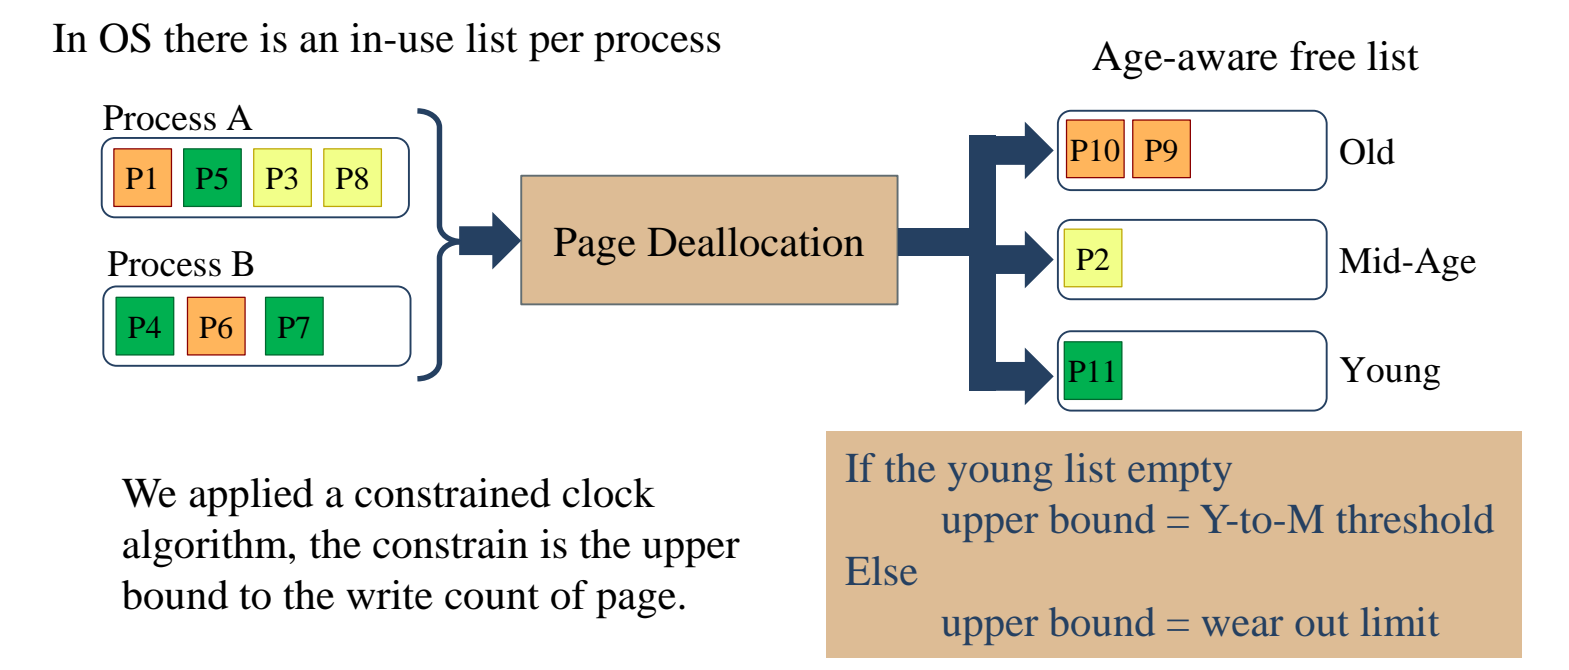 In OS there is an in-use list per process
Age-aware free list
Process A
P1 P5 P3 P8
Process B
P4 P6 P7
Page Deallocation
P10 P9
Old
P2
Mid-Age
P11
Young
We applied a constrained clock
algorithm, the constrain is the upper
bound to the write count of page.
If the young list empty
upper bound = Y-to-M threshold
Else
upper bound = wear out limit